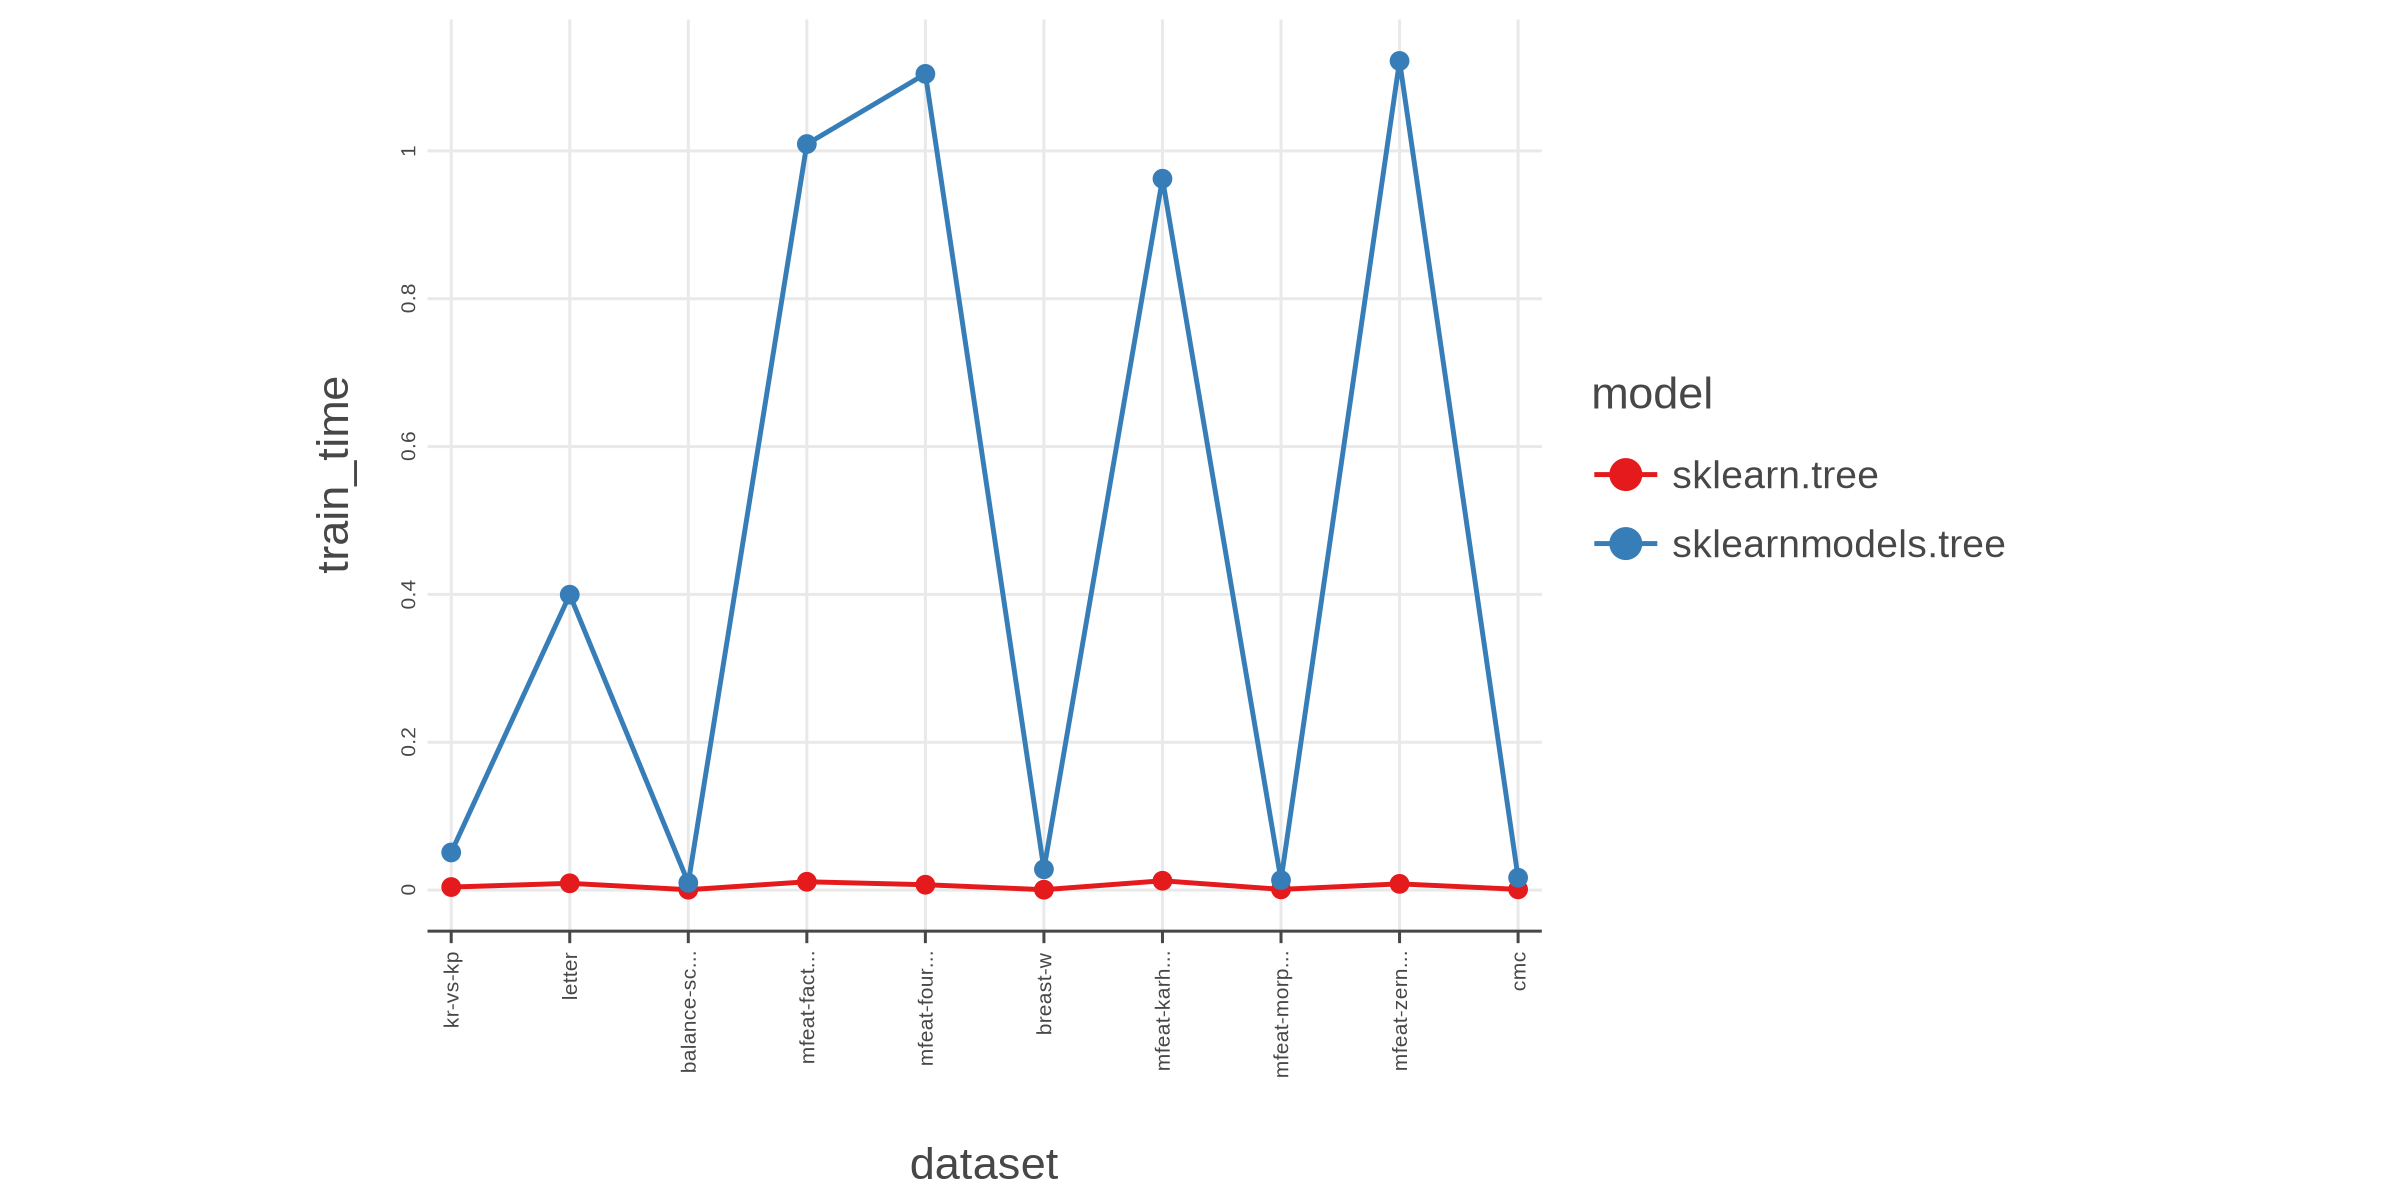 train_time
1
0.8
0.6
0.4
0.2
0
kr-vs-kp
letter
balance-sc...
mfeat-fact...
mfeat-four...
breast-w
mfeat-karh...
mfeat-morp...
mfeat-zern...
cmc
dataset
model
sklearn.tree
sklearnmodels.tree